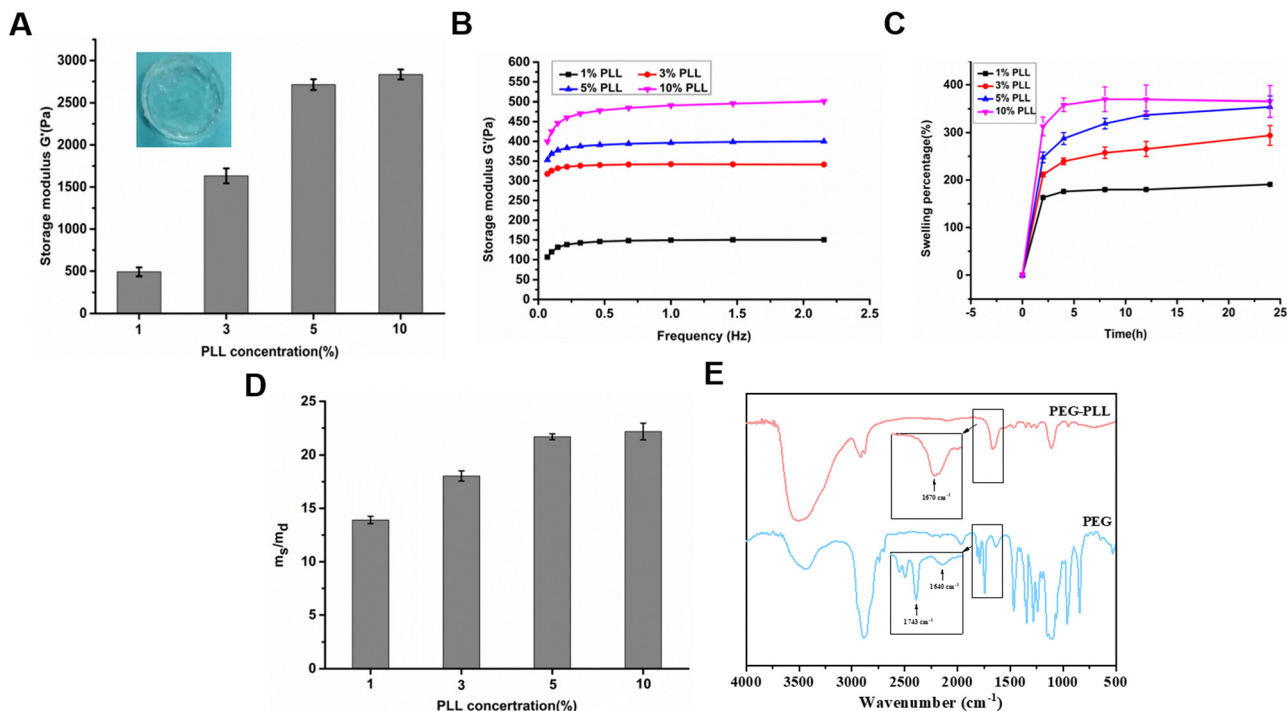 A
Storage modulus G'(Pa)
3000
2500
2000
1500
1000
500
0
1 3 5 10
PLL concentration(%)
B
Storage modulus G'(Pa)
600
550
500
450
400
350
300
250
200
150
100
50
0
1% PLL 3% PLL
5% PLL 10% PLL
0.0 0.5 1.0 1.5 2.0 2.5
Frequency (Hz)
C
Swelling percentage(%)
400
300
200
100
0
1% PLL
3% PLL
5% PLL
10% PLL
-5 0 5 10 15 20 25
Time(h)
D
ms/md
25
20
15
10
5
0
1 3 5 10
PLL concertration(%)
E
PEG-PLL
1670 cm⁻¹
PEG
1640 cm⁻¹
1743 cm⁻¹
4000 3500 3000 2500 2000 1500 1000 500
Wavenumber (cm⁻¹)